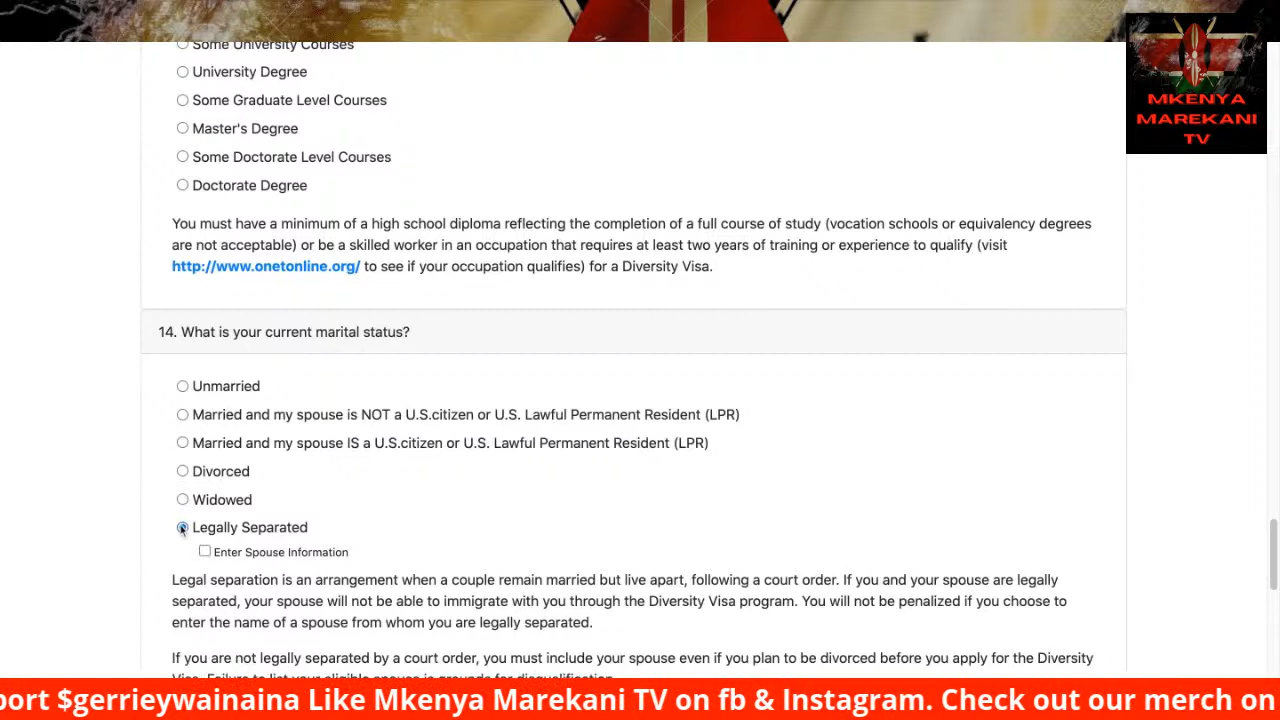 Some University Courses
University Degree
Some Graduate Level Courses
Master's Degree
Some Doctorate Level Courses
Doctorate Degree
You must have a minimum of a high school diploma reflecting the completion of a full course of study (vocation schools or equivalency degrees
are not acceptable) or be a skilled worker in an occupation that requires at least two years of training or experience to qualify (visit
http://www.onetonline.org/ to see if your occupation qualifies) for a Diversity Visa.
14. What is your current marital status?
Unmarried
Married and my spouse is NOT a U.S.citizen or U.S. Lawful Permanent Resident (LPR)
Married and my spouse IS a U.S.citizen or U.S. Lawful Permanent Resident (LPR)
Divorced
Widowed
Legally Separated
Enter Spouse Information
Legal separation is an arrangement when a couple remain married but live apart, following a court order. If you and your spouse are legally
separated, your spouse will not be able to immigrate with you through the Diversity Visa program. You will not be penalized if you choose to
enter the name of a spouse from whom you are legally separated.
If you are not legally separated by a court order, you must include your spouse even if you plan to be divorced before you apply for the Diversity
Visa. Failure to list your eligible spouse is grounds for disqualification.
MKENYA
MAREKANI
TV
port $gerrieywainaina Like Mkenya Marekani TV on fb & Instagram. Check out our merch on